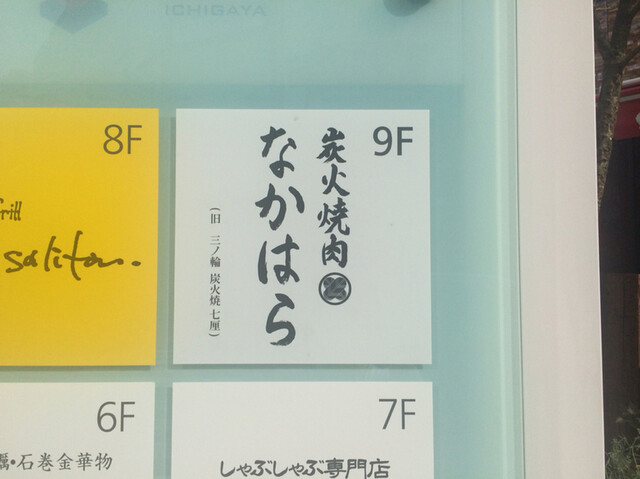 ICHIGAYA
8F
9F
炭火焼肉
なかはら
(旧 三ノ輪 炭火焼 七厘)
6F
・石巻金華物
7F
しゃぶしゃぶ専門店